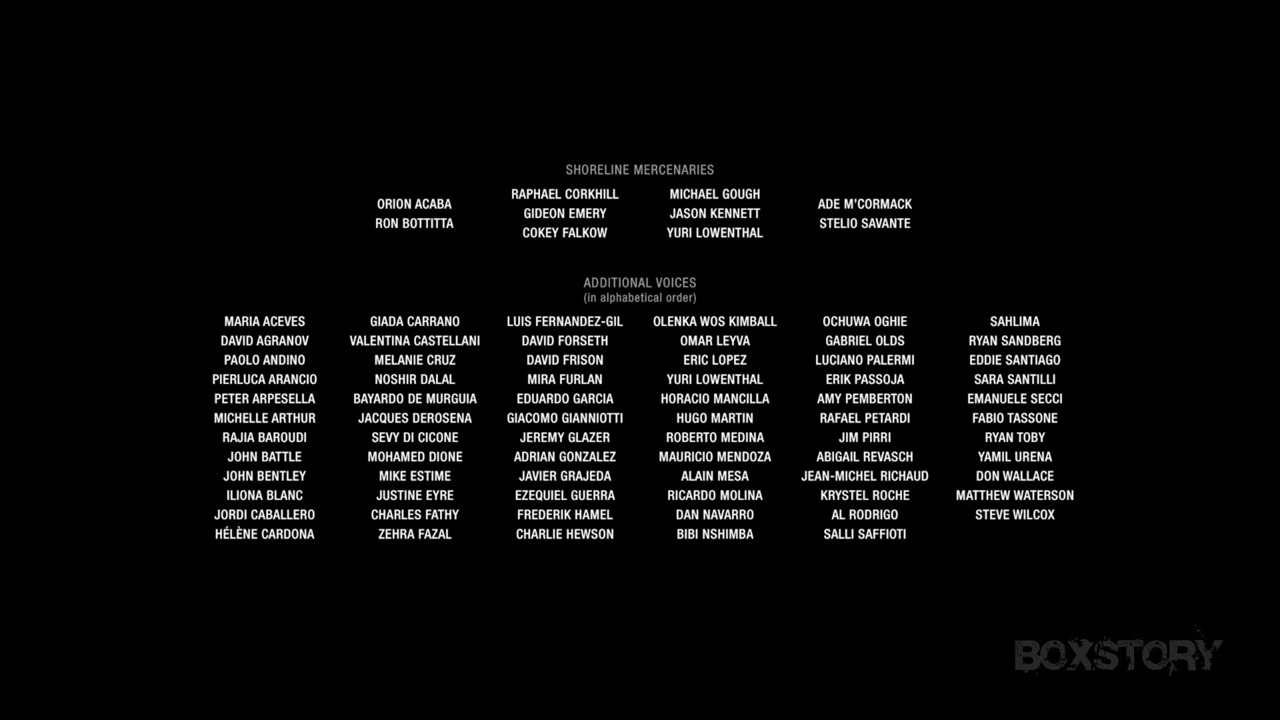 SHORELINE MERCENARIES
ORION ACABA
RON BOTTITTA
RAPHAEL CORKHILL
GIDEON EMERY
COKEY FALKOW
MICHAEL GOUGH
JASON KENNETT
YURI LOWENTHAL
ADE M'CORMACK
STELIO SAVANTE
ADDITIONAL VOICES
(in alphabetical order)
MARIA ACEVES
DAVID AGRANOV
PAOLO ANDINO
PIERLUCA ARANCIO
PETER ARPESELLA
MICHELLE ARTHUR
RAJIA BAROUDI
JOHN BATTLE
JOHN BENTLEY
ILIONA BLANC
JORDI CABALLERO
HÉLÈNE CARDONA
GIADA CARRANO
VALENTINA CASTELLANI
MELANIE CRUZ
NOSHIR DALAL
BAYARDO DE MURGUIA
JACQUES DEROSENA
SEVY DI CICONE
MOHAMED DIONE
MIKE ESTIME
JUSTINE EYRE
CHARLES FATHY
ZEHRA FAZAL
LUIS FERNANDEZ-GIL
DAVID FORSETH
DAVID FRISON
MIRA FURLAN
EDUARDO GARCIA
GIACOMO GIANNIOTTI
JEREMY GLAZER
ADRIAN GONZALEZ
JAVIER GRAJEDA
EZEQUIEL GUERRA
FREDERIK HAMEL
CHARLIE HEWSON
OLENKA WOS KIMBALL
OMAR LEYVA
ERIC LOPEZ
YURI LOWENTHAL
HORACIO MANCILLA
HUGO MARTIN
ROBERTO MEDINA
MAURICIO MENDOZA
ALAIN MESA
RICARDO MOLINA
DAN NAVARRO
BIBI NSHIMBA
OCHUWA OGHIE
GABRIEL OLDS
LUCIANO PALERMI
ERIK PASSOJA
AMY PEMBERTON
RAFAEL PETARDI
JIM PIRRI
ABIGAIL REVASCH
JEAN-MICHEL RICHAUD
KRYSTEL ROCHE
AL RODRIGO
SALLI SAFFIOTI
SAHLIMA
RYAN SANDBERG
EDDIE SANTIAGO
SARA SANTILLI
EMANUELE SECCI
FABIO TASSONE
RYAN TOBY
YAMIL URENA
DON WALLACE
MATTHEW WATERSON
STEVE WILCOX
BOXSTORY